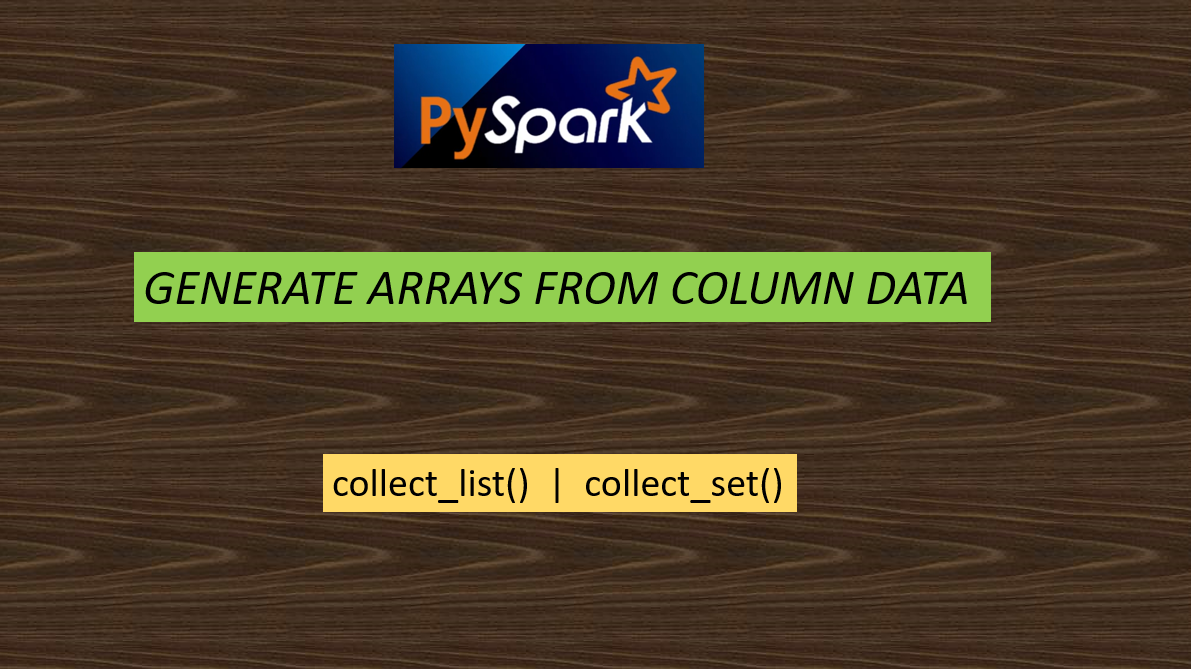 PySpark
GENERATE ARRAYS FROM COLUMN DATA
collect_list() | collect_set()